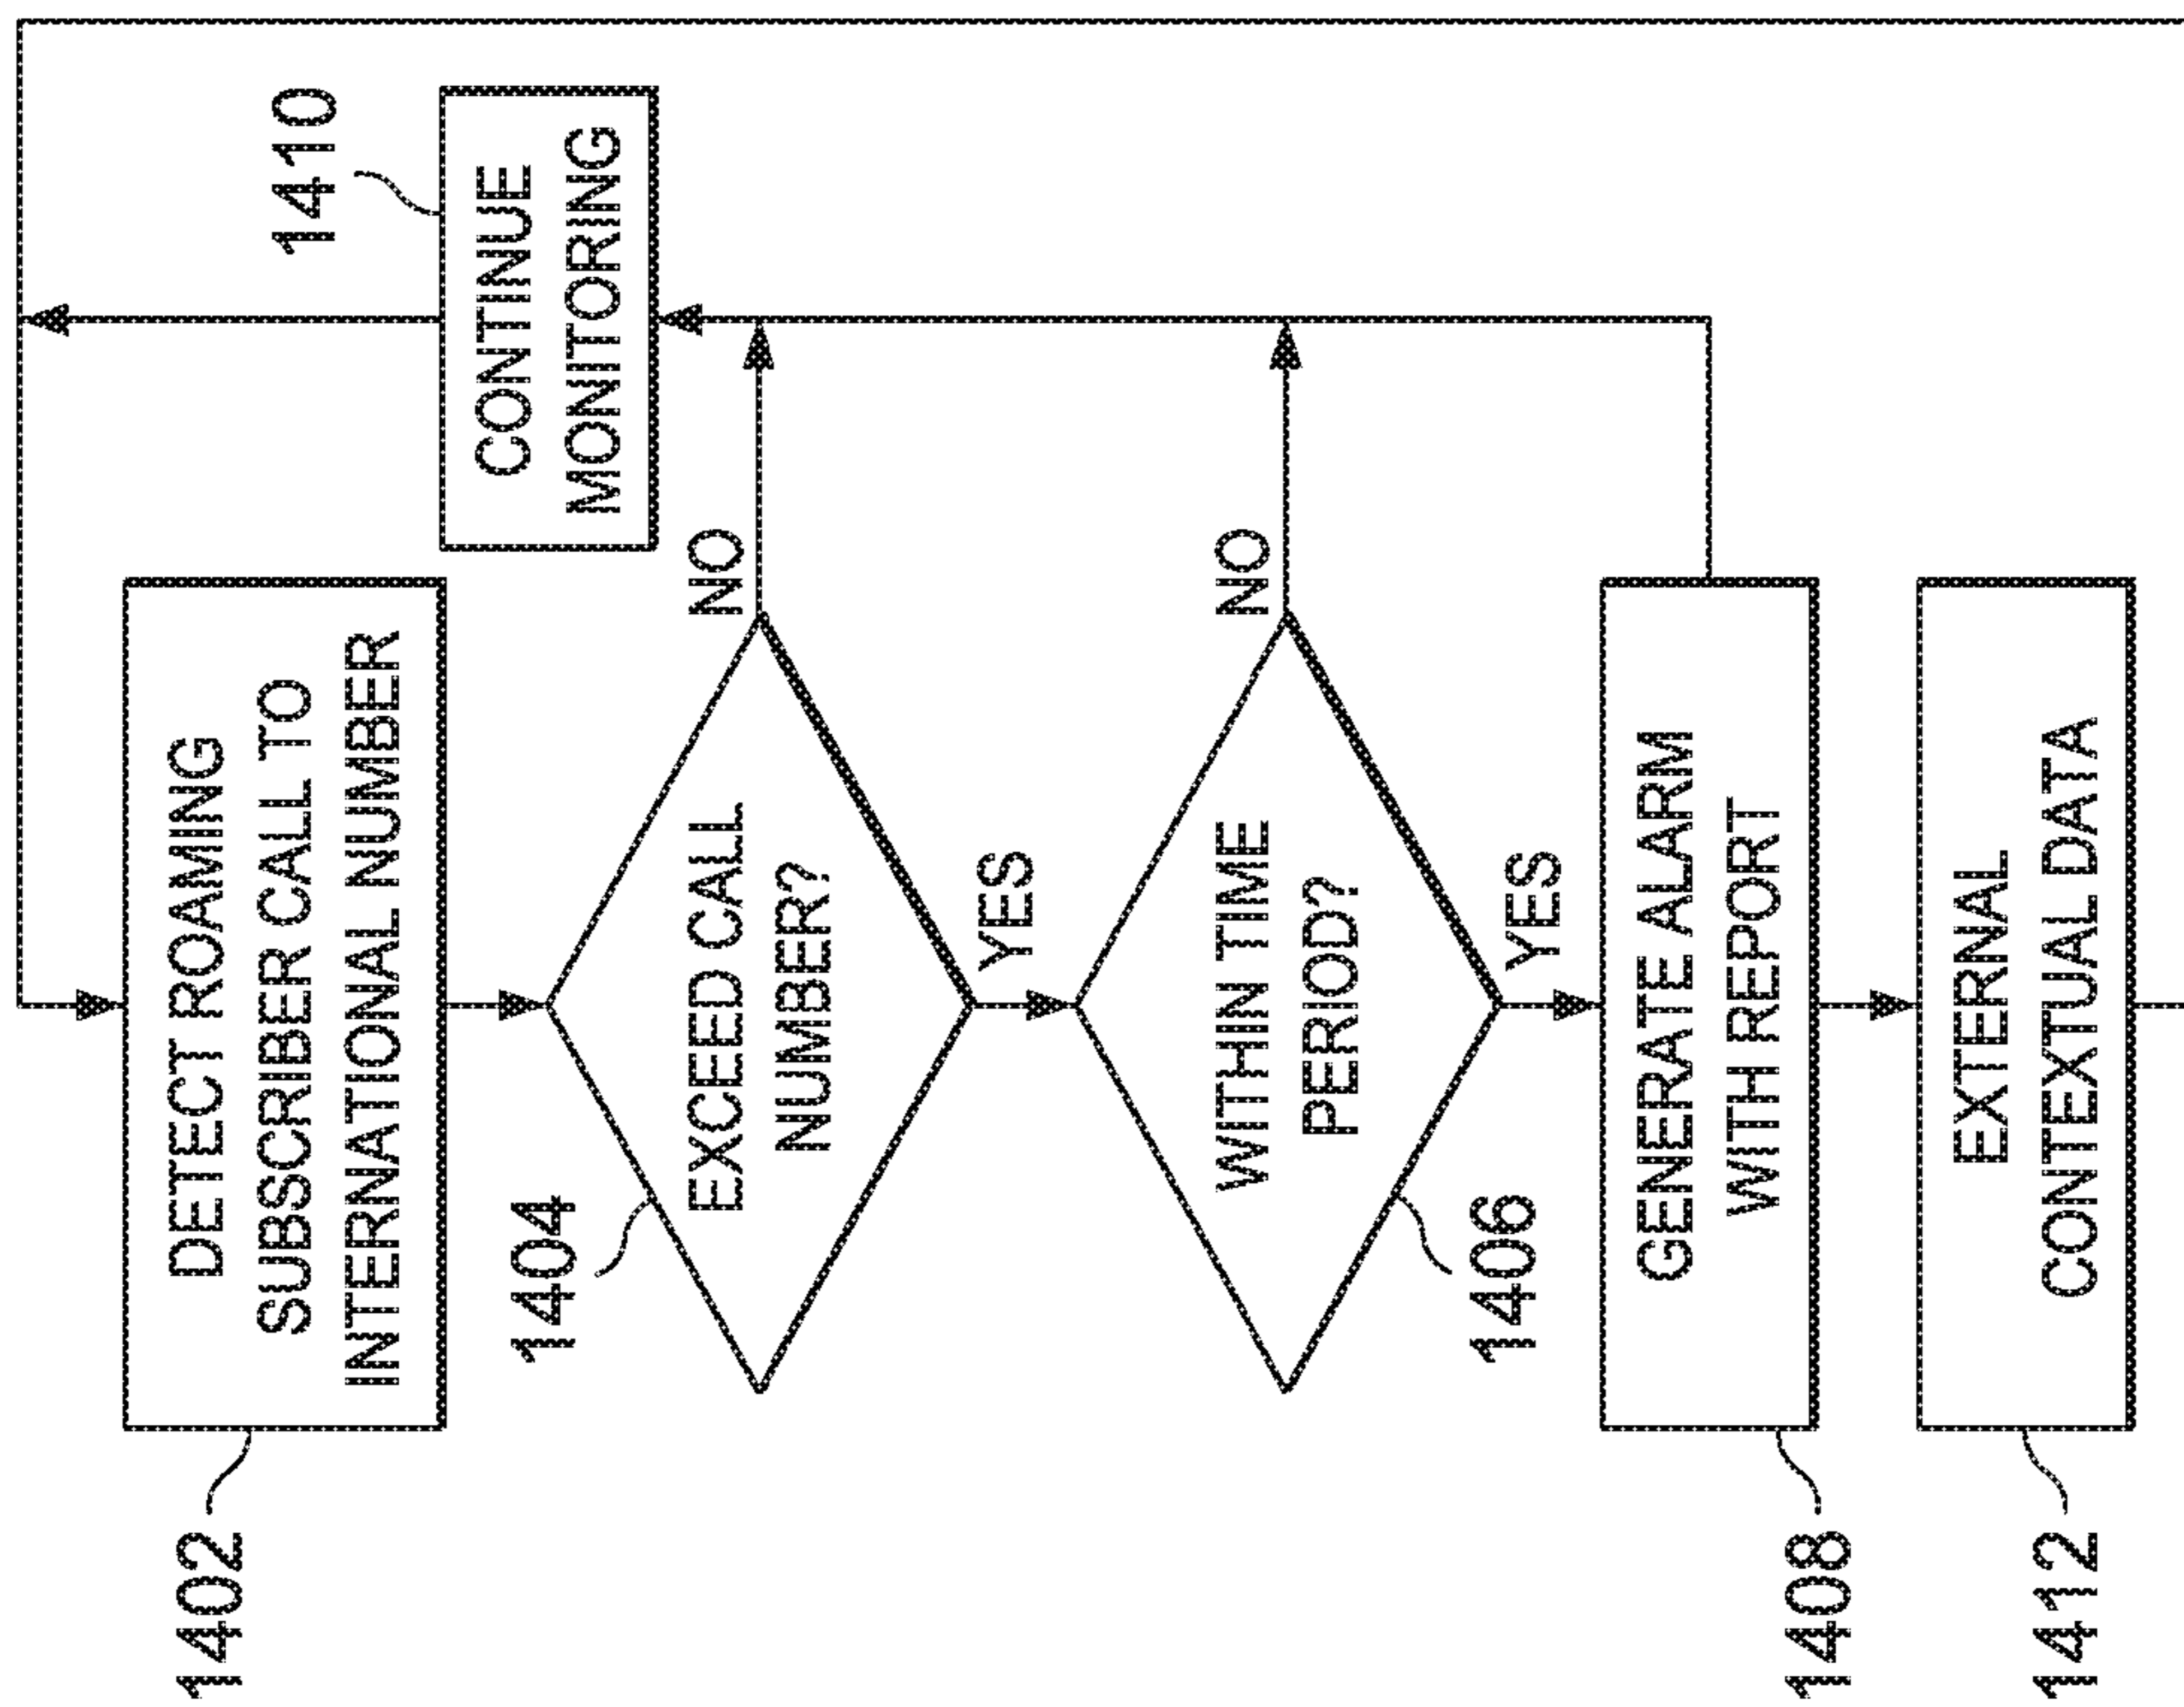 1402
DETECT ROAMING
SUBSCRIBER CALL TO
INTERNATIONAL NUMBER
1404
EXCEED CALL
NUMBER?
NO
YES
1410
CONTINUE
MONITORING
WITHIN TIME
PERIOD?
NO
1406
YES
1408
GENERATE ALARM
WITH REPORT
1412
EXTERNAL
CONTEXTUAL DATA